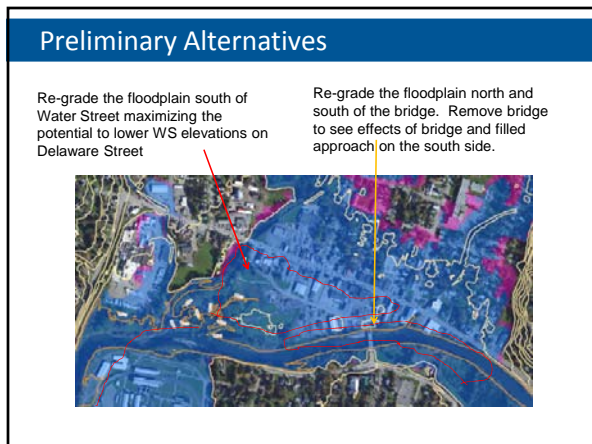 Preliminary Alternatives
Re-grade the floodplain south of
Water Street maximizing the
potential to lower WS elevations on
Delaware Street
Re-grade the floodplain north and
south of the bridge.  Remove bridge
to see effects of bridge and filled
approach on the south side.